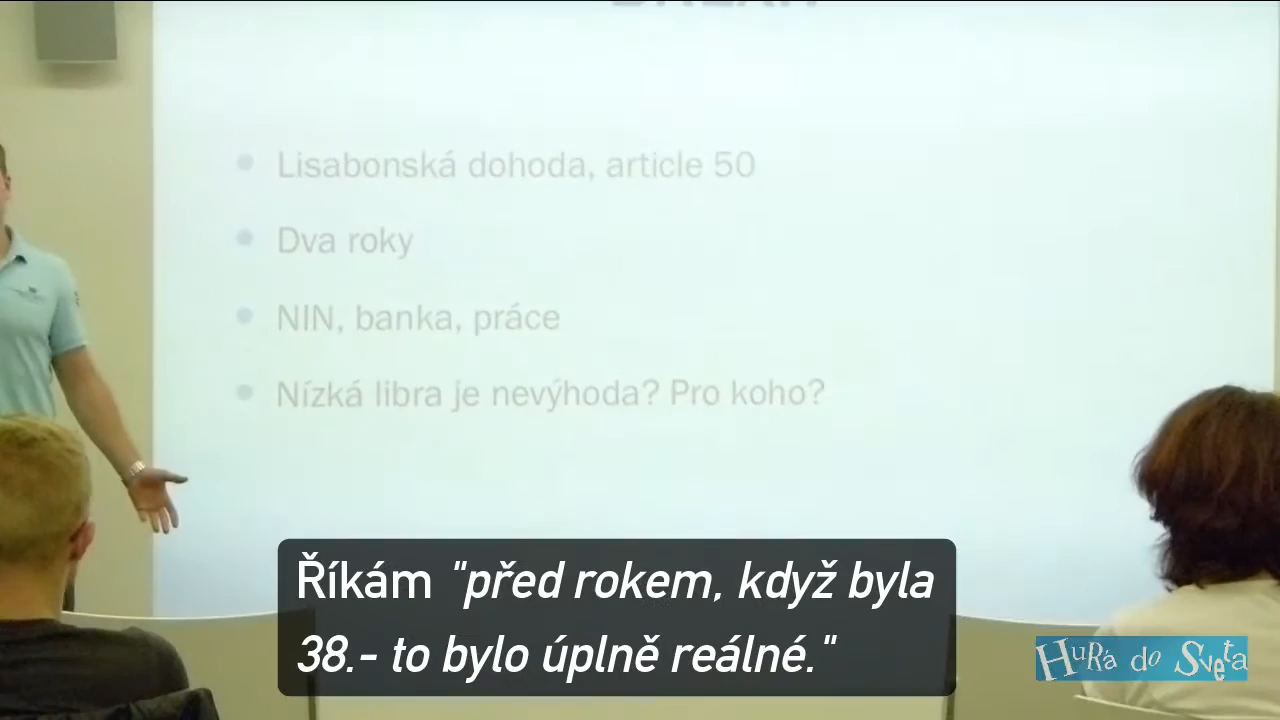 Lisabonská dohoda, article 50
Dva roky
NIN, banka, práce
Nízká libra je nevýhoda? Pro koho?
Říkám "před rokem, když byla
38.- to bylo úplně reálné."
Hurá do Světa